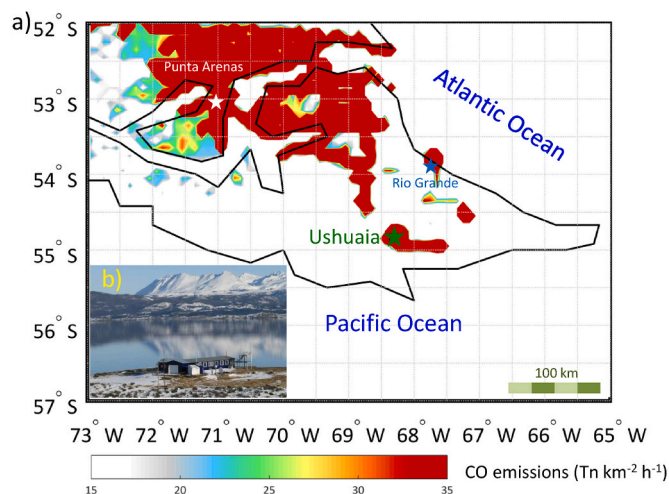 a)
52° S
Punta Arenas
53° S
Atlantic Ocean
54° S
Rio Grande
Ushuaia
55° S
b)
56° S
Pacific Ocean
100 km
57° S
73° W 72° W 71° W 70° W 69° W 68° W 67° W 66° W 65° W
15 20 25 30 35
CO emissions (Tn km⁻² h⁻¹)